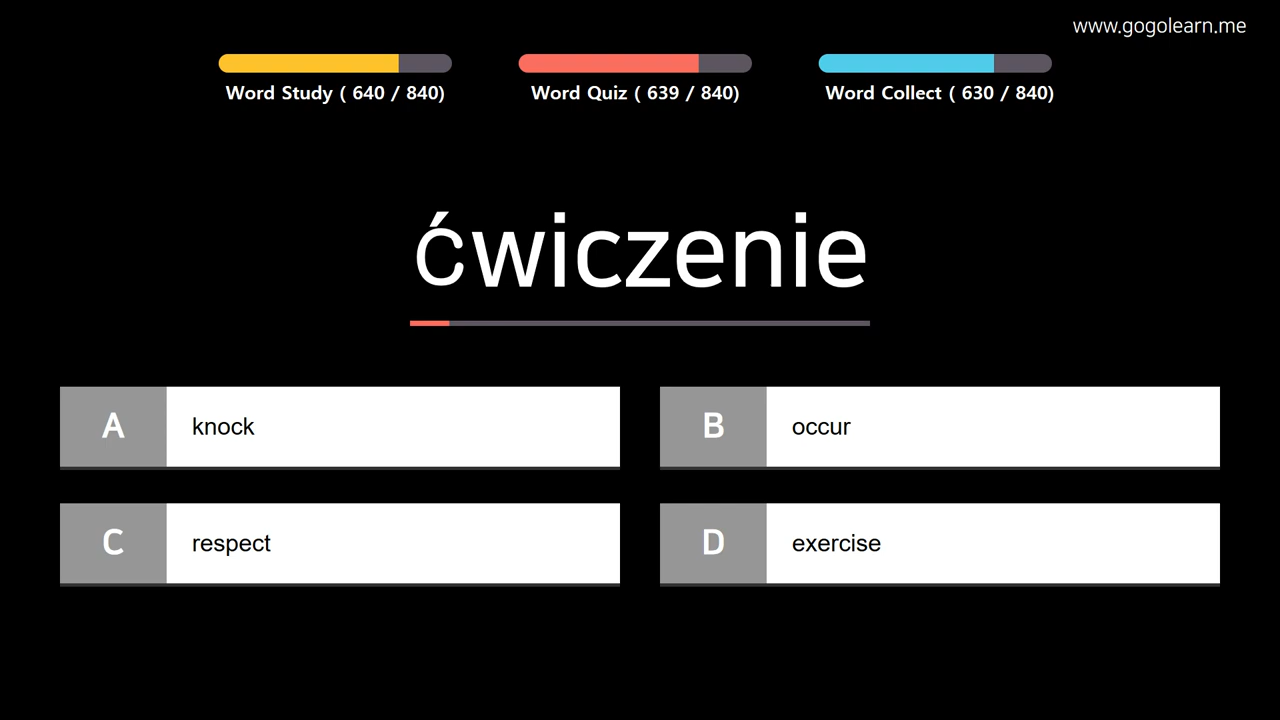 www.gogolearn.me
Word Study ( 640 / 840)
Word Quiz ( 639 / 840)
Word Collect ( 630 / 840)
ćwiczenie
A knock
B occur
C respect
D exercise